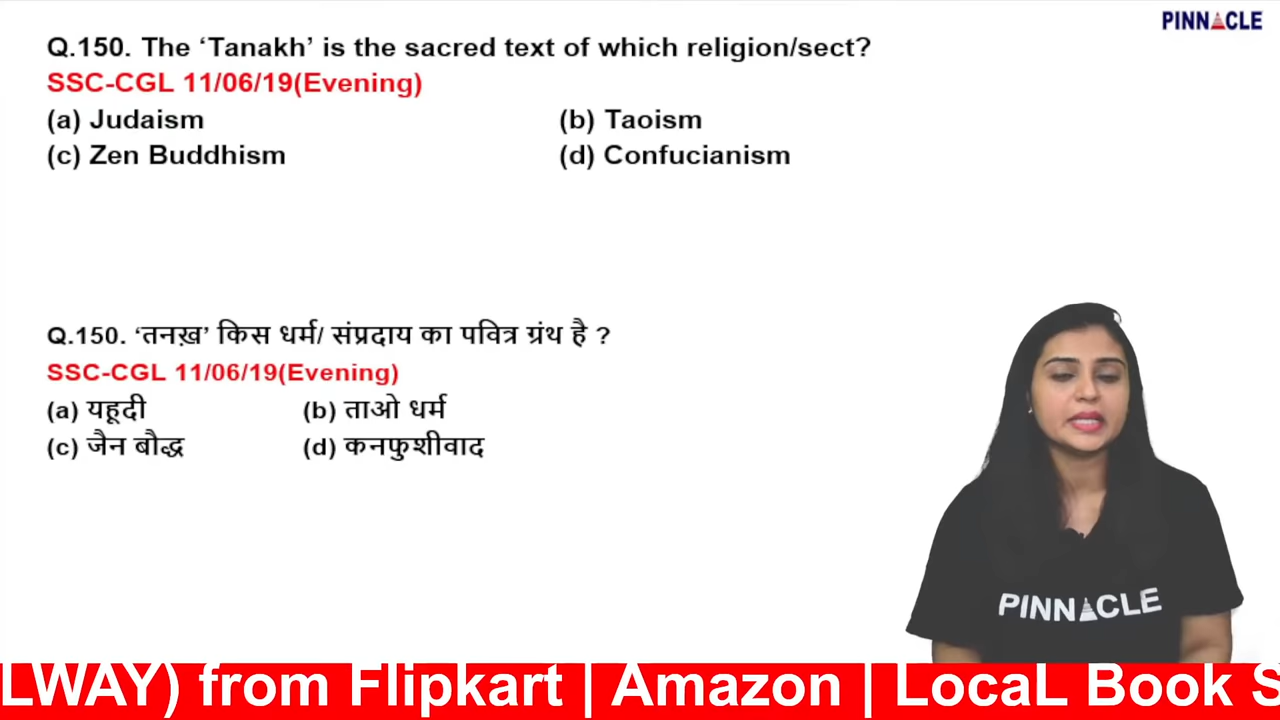 PINNACLE
Q.150. The ‘Tanakh’ is the sacred text of which religion/sect?
SSC-CGL 11/06/19(Evening)
(a) Judaism (b) Taoism
(c) Zen Buddhism (d) Confucianism
Q.150. ‘तनख़’ किस धर्म/ संप्रदाय का पवित्र ग्रंथ है ?
SSC-CGL 11/06/19(Evening)
(a) यहूदी (b) ताओ धर्म
(c) जैन बौद्ध (d) कनफुशीवाद
PINNACLE
LWAY) from Flipkart | Amazon | LocaL Book S